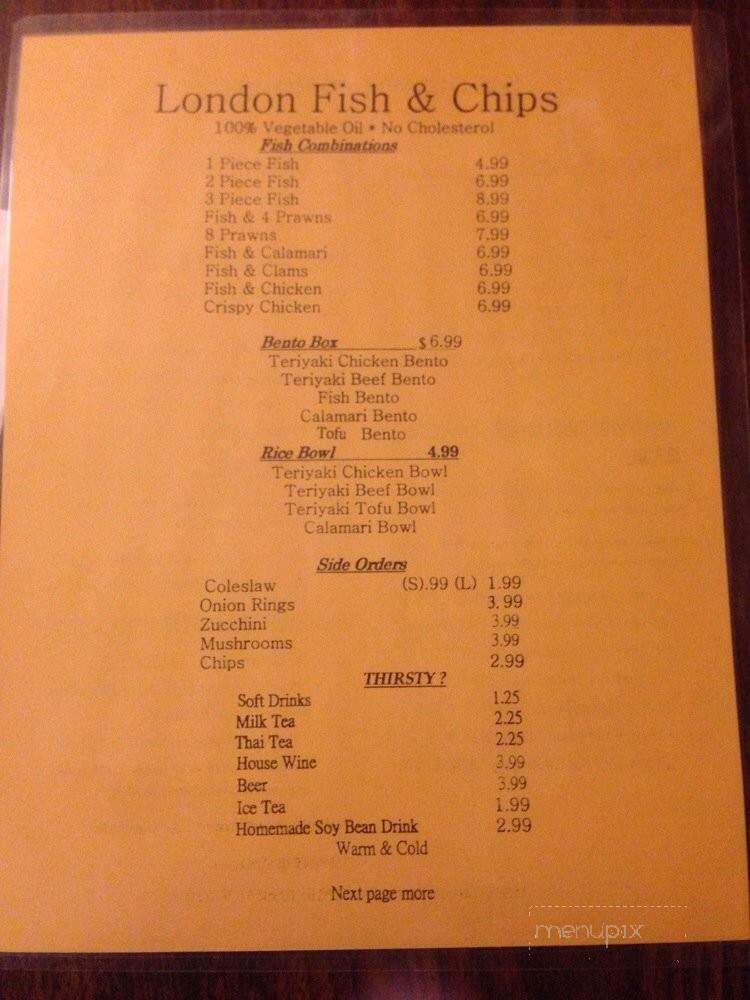 London Fish & Chips
100% Vegetable Oil • No Cholesterol
Fish Combinations
1 Piece Fish 4.99
2 Piece Fish 6.99
3 Piece Fish 8.99
Fish & 4 Prawns 6.99
8 Prawns 7.99
Fish & Calamari 6.99
Fish & Clams 6.99
Fish & Chicken 6.99
Crispy Chicken 6.99
Bento Box $6.99
Teriyaki Chicken Bento
Teriyaki Beef Bento
Fish Bento
Calamari Bento
Tofu Bento
Rice Bowl 4.99
Teriyaki Chicken Bowl
Teriyaki Beef Bowl
Teriyaki Tofu Bowl
Calamari Bowl
Side Orders
Coleslaw (S).99 (L) 1.99
Onion Rings 3.99
Zucchini 3.99
Mushrooms 3.99
Chips 2.99
THIRSTY ?
Soft Drinks 1.25
Milk Tea 2.25
Thai Tea 2.25
House Wine 3.99
Beer 3.99
Ice Tea 1.99
Homemade Soy Bean Drink 2.99
Warm & Cold
Next page more
menupix